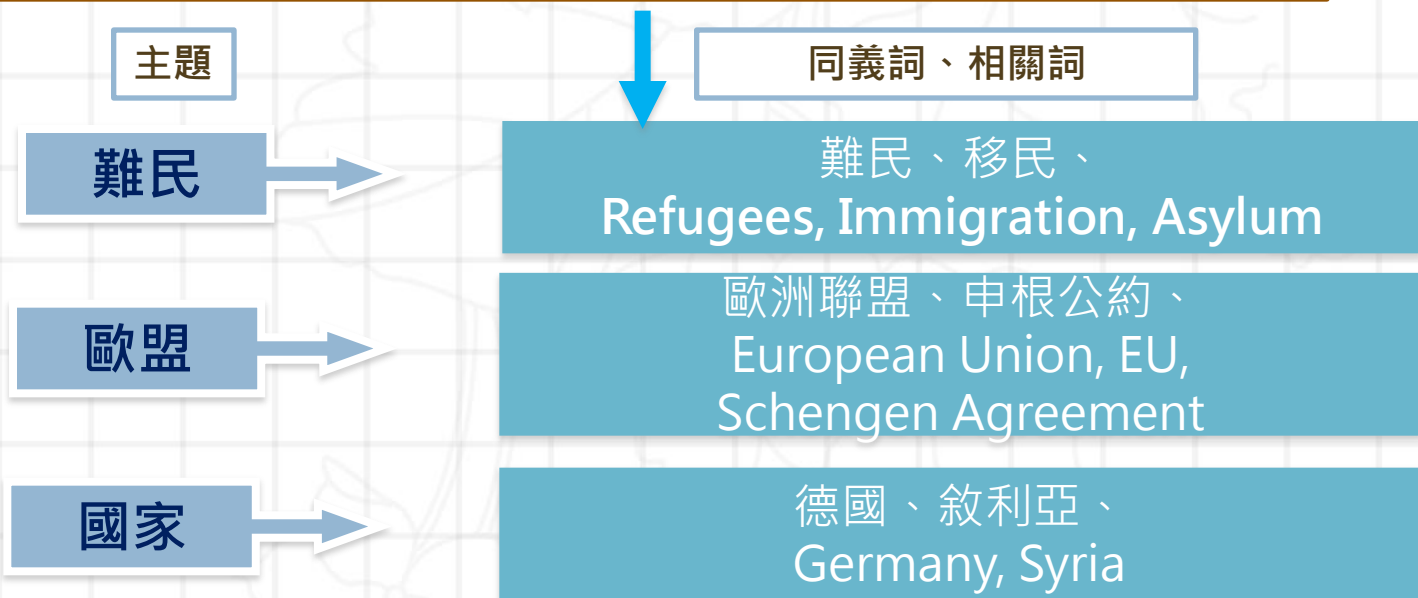 主題
同義詞、相關詞
難民
難民、移民、
Refugees, Immigration, Asylum
歐盟
歐洲聯盟、申根公約、
European Union, EU,
Schengen Agreement
國家
德國、敘利亞、
Germany, Syria